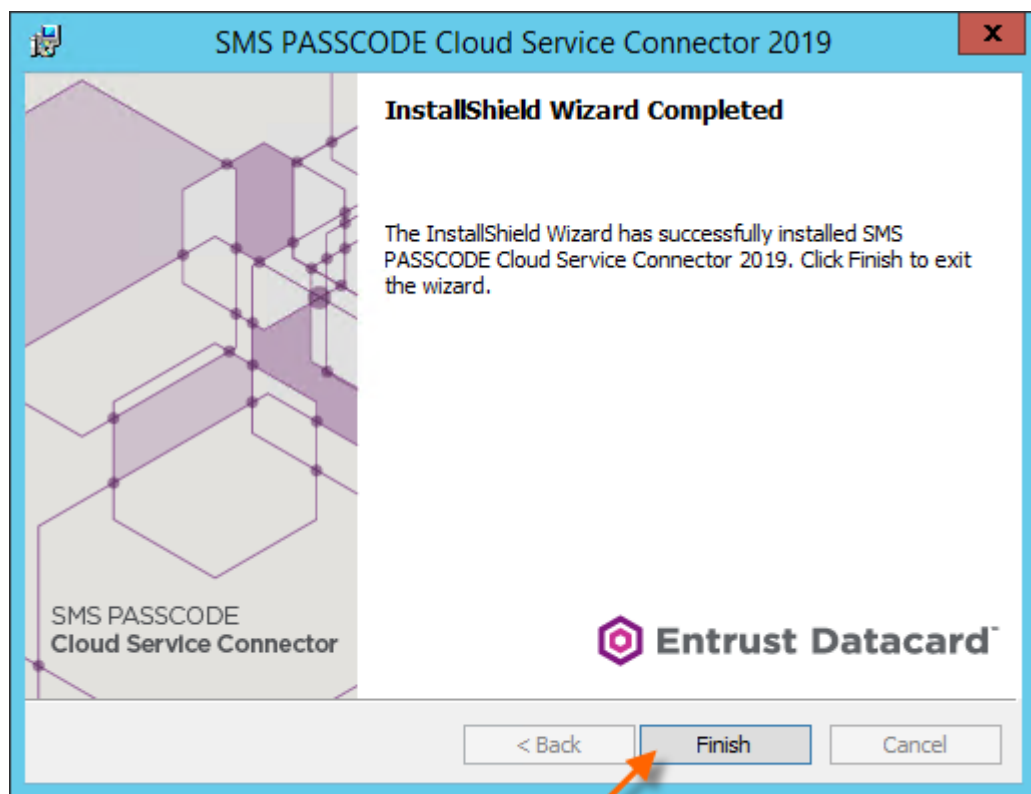 SMS PASSCODE Cloud Service Connector 2019
x
InstallShield Wizard Completed
The InstallShield Wizard has successfully installed SMS
PASSCODE Cloud Service Connector 2019. Click Finish to exit
the wizard.
SMS PASSCODE
Cloud Service Connector
Entrust Datacard™
< Back
Finish
Cancel